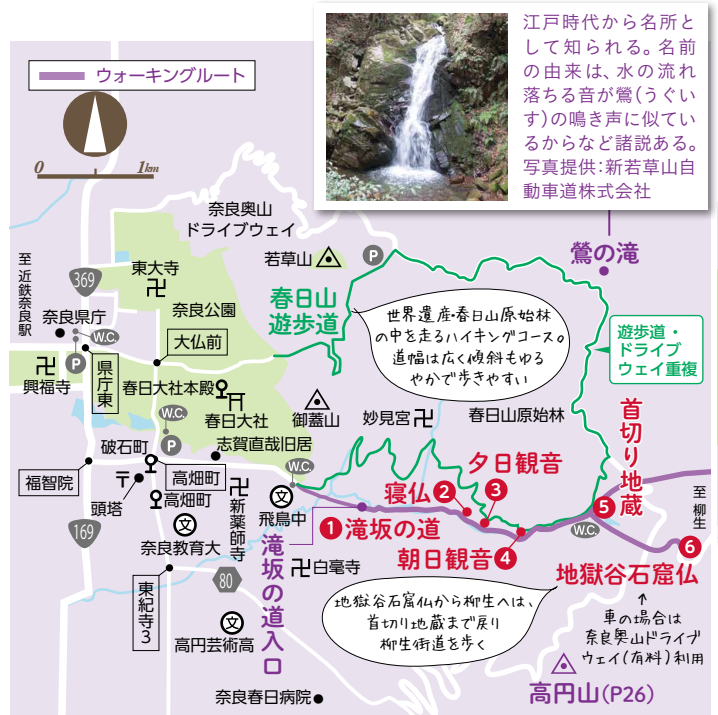 江戸時代から名所と
して知られる。名前
の由来は、水の流れ
落ちる音が鶯(うぐい
す)の鳴き声に似てい
るからなど諸説ある。
写真提供:新若草山自
動車道株式会社
ウォーキングルート
0 1km
奈良奥山
ドライブウェイ
若草山
P
鶯の滝
至近鉄奈良駅
369
東大寺
奈良公園
春日山
遊歩道
世界遺産・春日山原始林
の中を走るハイキングコース。
道幅は広く傾斜もゆる
やかで歩きやすい
遊歩道・
ドライブ
ウェイ重複
奈良県庁
W.C.
P
大仏前
県庁東
興福寺
春日大社本殿
春日大社
御蓋山
妙見宮
春日山原始林
首切り地蔵
W.C.
P
志賀直哉旧居
破石町
高畑町
福智院
頭塔
高畑町
新薬師寺
W.C.
文
飛鳥中
夕日観音
寝仏
2
3
1
滝坂の道
朝日観音
4
5
W.C.
至柳生
6
地獄谷石窟仏
169
文
奈良教育大
白毫寺
滝坂の道入口
80
東紀寺3
文
高円芸術高
地獄谷石窟仏から柳生へは、
首切り地蔵まで戻り
柳生街道を歩く
↑
車の場合は
奈良奥山ドライブ
ウェイ(有料)利用
高円山(P26)
奈良春日病院